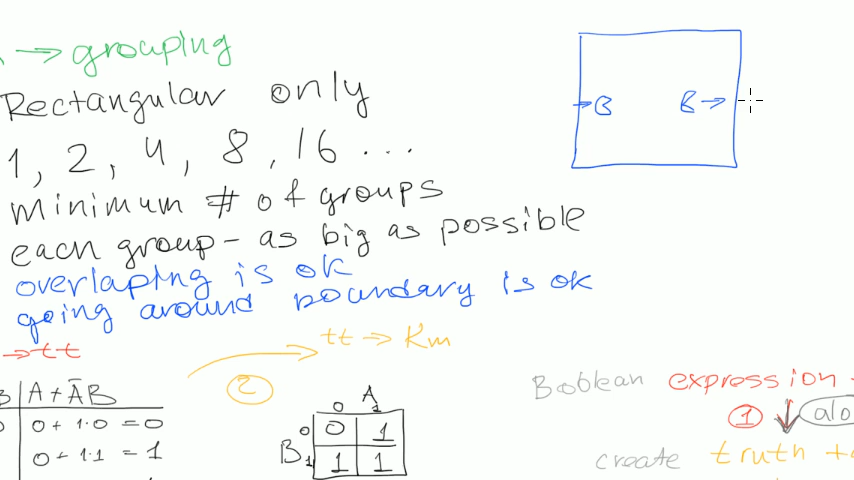 → grouping
Rectangular only
1, 2, 4, 8, 16 ...
minimum # of groups
each group - as big as possible
overlaping is ok
going around boundary is ok
→ B B →
→ tt
tt → Km
2
B | A + ĀB
0 + 1·0 = 0
0 + 1·1 = 1
A
0 1
B 0 0 1
1 1 1
Boolean expression
1
create truth